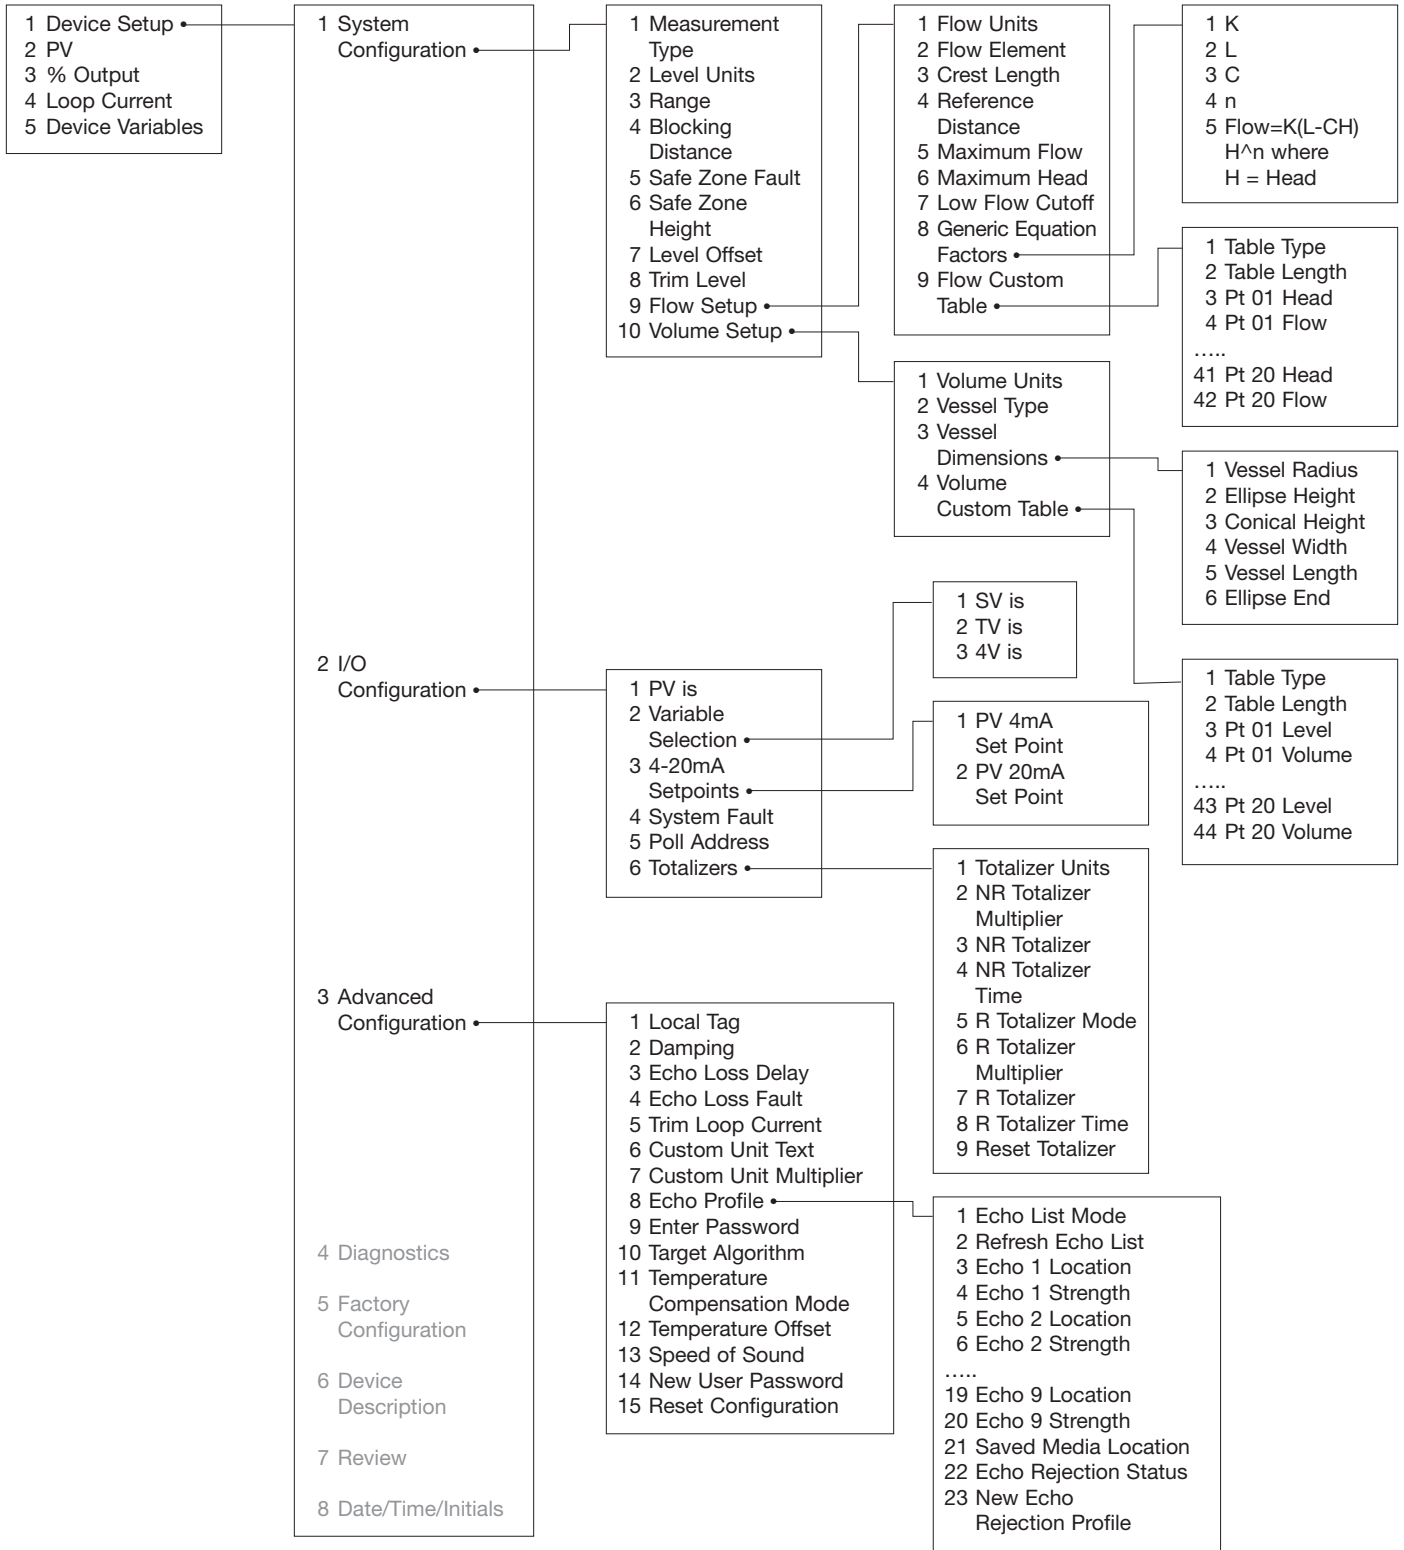 1 Device Setup
2 PV
3 % Output
4 Loop Current
5 Device Variables
1 System
Configuration
2 I/O
Configuration
3 Advanced
Configuration
4 Diagnostics
5 Factory
Configuration
6 Device
Description
7 Review
8 Date/Time/Initials
1 Measurement
Type
2 Level Units
3 Range
4 Blocking
Distance
5 Safe Zone Fault
6 Safe Zone
Height
7 Level Offset
8 Trim Level
9 Flow Setup
10 Volume Setup
1 Flow Units
2 Flow Element
3 Crest Length
4 Reference
Distance
5 Maximum Flow
6 Maximum Head
7 Low Flow Cutoff
8 Generic Equation
Factors
9 Flow Custom
Table
1 K
2 L
3 C
4 n
5 Flow=K(L-CH)
H^n where
H = Head
1 Table Type
2 Table Length
3 Pt 01 Head
4 Pt 01 Flow
.....
41 Pt 20 Head
42 Pt 20 Flow
1 Volume Units
2 Vessel Type
3 Vessel
Dimensions
4 Volume
Custom Table
1 Vessel Radius
2 Ellipse Height
3 Conical Height
4 Vessel Width
5 Vessel Length
6 Ellipse End
1 Table Type
2 Table Length
3 Pt 01 Level
4 Pt 01 Volume
.....
43 Pt 20 Level
44 Pt 20 Volume
1 PV is
2 Variable
Selection
3 4-20mA
Setpoints
4 System Fault
5 Poll Address
6 Totalizers
1 SV is
2 TV is
3 4V is
1 PV 4mA
Set Point
2 PV 20mA
Set Point
1 Totalizer Units
2 NR Totalizer
Multiplier
3 NR Totalizer
4 NR Totalizer
Time
5 R Totalizer Mode
6 R Totalizer
Multiplier
7 R Totalizer
8 R Totalizer Time
9 Reset Totalizer
1 Local Tag
2 Damping
3 Echo Loss Delay
4 Echo Loss Fault
5 Trim Loop Current
6 Custom Unit Text
7 Custom Unit Multiplier
8 Echo Profile
9 Enter Password
10 Target Algorithm
11 Temperature
Compensation Mode
12 Temperature Offset
13 Speed of Sound
14 New User Password
15 Reset Configuration
1 Echo List Mode
2 Refresh Echo List
3 Echo 1 Location
4 Echo 1 Strength
5 Echo 2 Location
6 Echo 2 Strength
.....
19 Echo 9 Location
20 Echo 9 Strength
21 Saved Media Location
22 Echo Rejection Status
23 New Echo
Rejection Profile